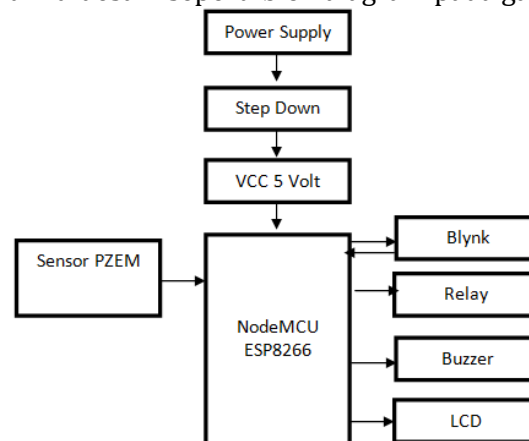 Power Supply
Step Down
VCC 5 Volt
Sensor PZEM
NodeMCU
ESP8266
Blynk
Relay
Buzzer
LCD